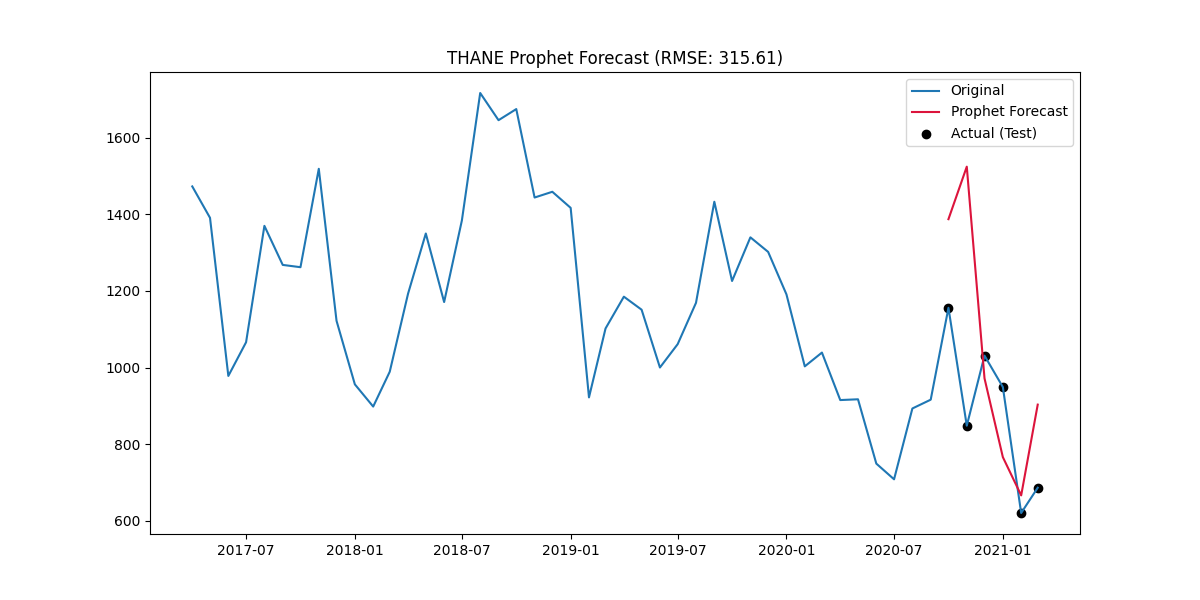 THANE Prophet Forecast (RMSE: 315.61)
Original
Prophet Forecast
Actual (Test)
1600
1400
1200
1000
800
600
2017-07 2018-01 2018-07 2019-01 2019-07 2020-01 2020-07 2021-01